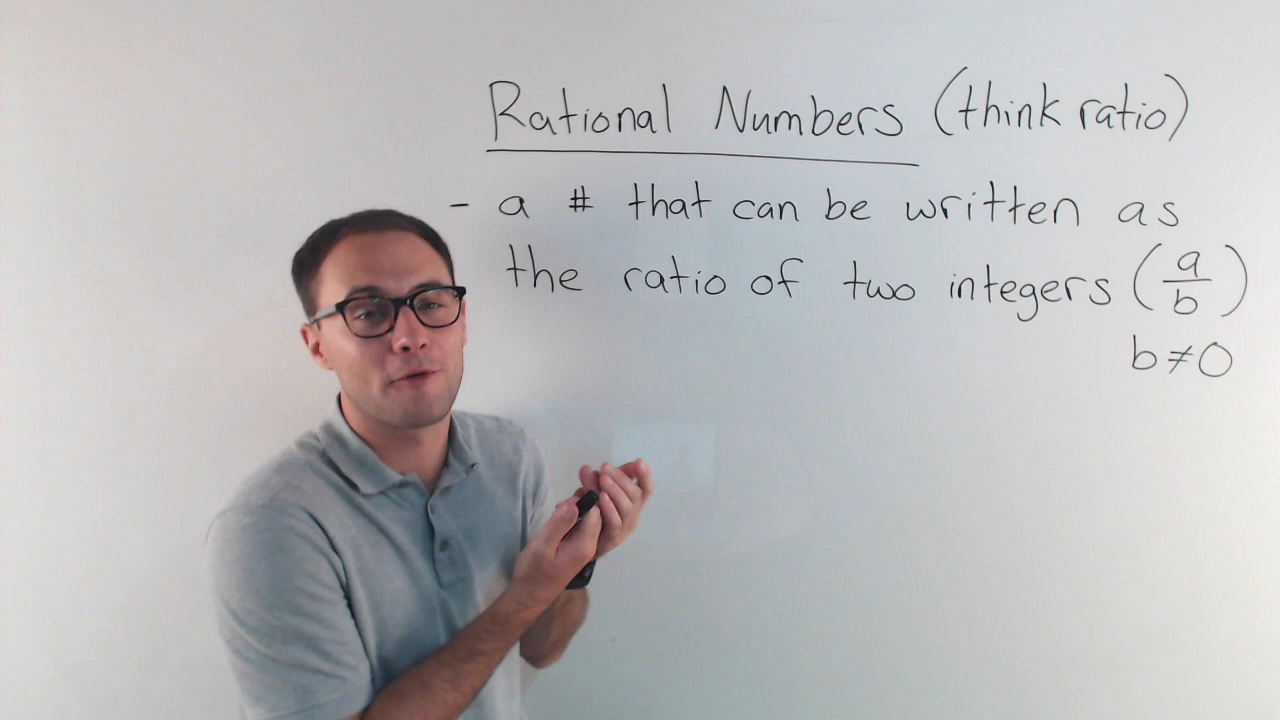 Rational Numbers (think ratio)
- a # that can be written as
the ratio of two integers (a/b)
b≠0